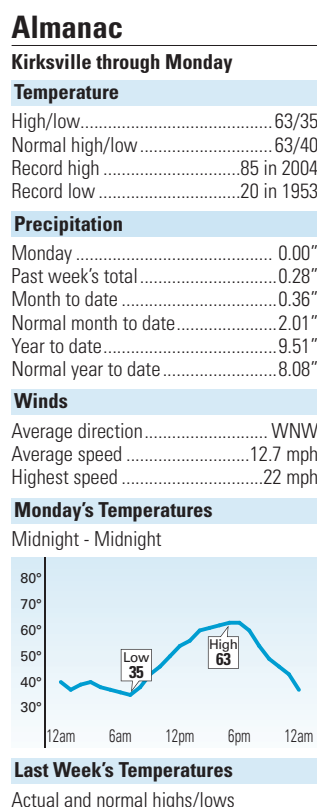 Almanac
Kirksville through Monday
Temperature
High/low............................................63/35
Normal high/low..............................63/40
Record high ................................85 in 2004
Record low .................................20 in 1953
Precipitation
Monday ............................................. 0.00”
Past week’s total...............................0.28”
Month to date ...................................0.36”
Normal month to date.......................2.01”
Year to date.......................................9.51”
Normal year to date..........................8.08”
Winds
Average direction............................ WNW
Average speed ............................12.7 mph
Highest speed ................................22 mph
Monday’s Temperatures
Midnight - Midnight
80°
70°
60°
50°
40°
30°
Low
35
High
63
12am 6am 12pm 6pm 12am
Last Week’s Temperatures
Actual and normal highs/lows